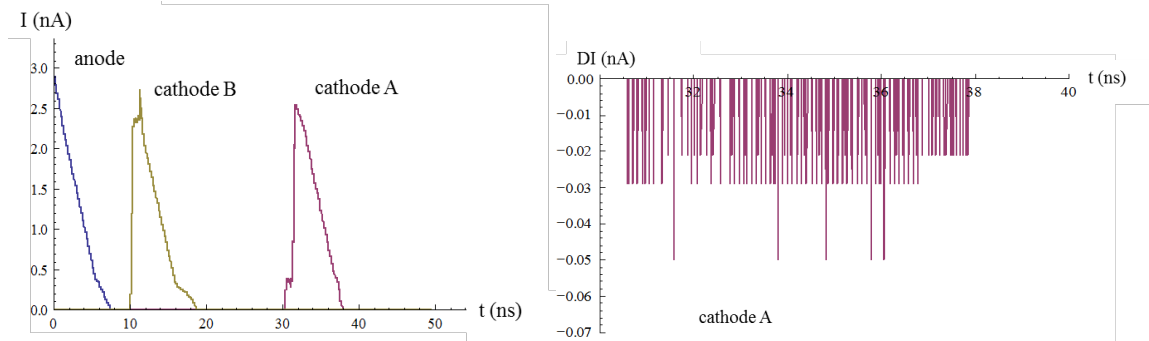 I (nA)
anode
cathode B
cathode A
3.0
2.5
2.0
1.5
1.0
0.5
0.0
0 10 20 30 40 50
t (ns)
DI (nA)
t (ns)
0.00
32 34 36 38 40
−0.01
−0.02
−0.03
−0.04
−0.05
−0.06
−0.07
cathode A